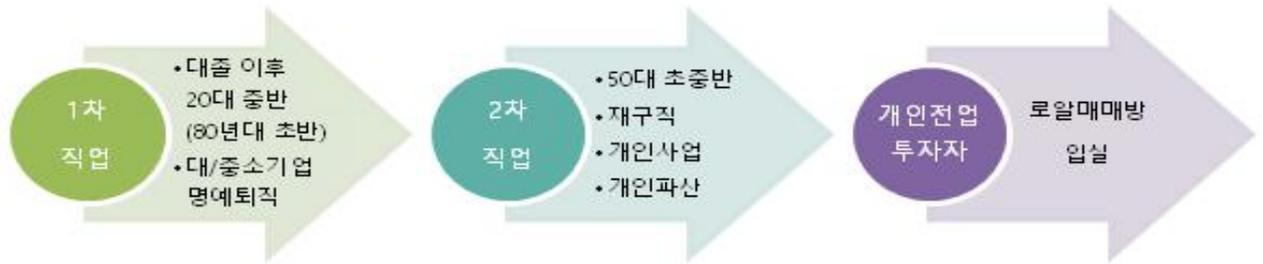 1차
직업
•대졸 이후
20대 중반
(80년대 초반)
•대/중소기업
명예퇴직
2차
직업
•50대 초중반
•재구직
•개인사업
•개인파산
개인전업
투자자
로알매매방
입실